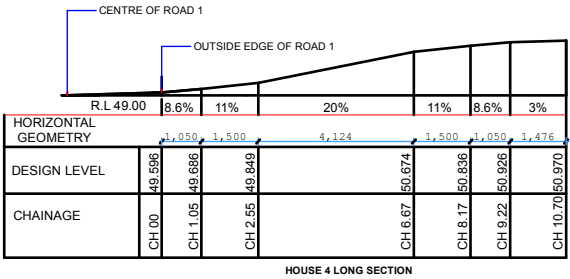 CENTRE OF ROAD 1
OUTSIDE EDGE OF ROAD 1
R.L 49.00 8.6% 11% 20% 11% 8.6% 3%
HORIZONTAL
GEOMETRY 1,050 1,500 4,124 1,500 1,050 1,476
DESIGN LEVEL 49.596 49.686 49.849 50.674 50.836 50.926 50.970
CHAINAGE CH 00 CH 1.05 CH 2.55 CH 6.67 CH 8.17 CH 9.22 CH 10.70
HOUSE 4 LONG SECTION